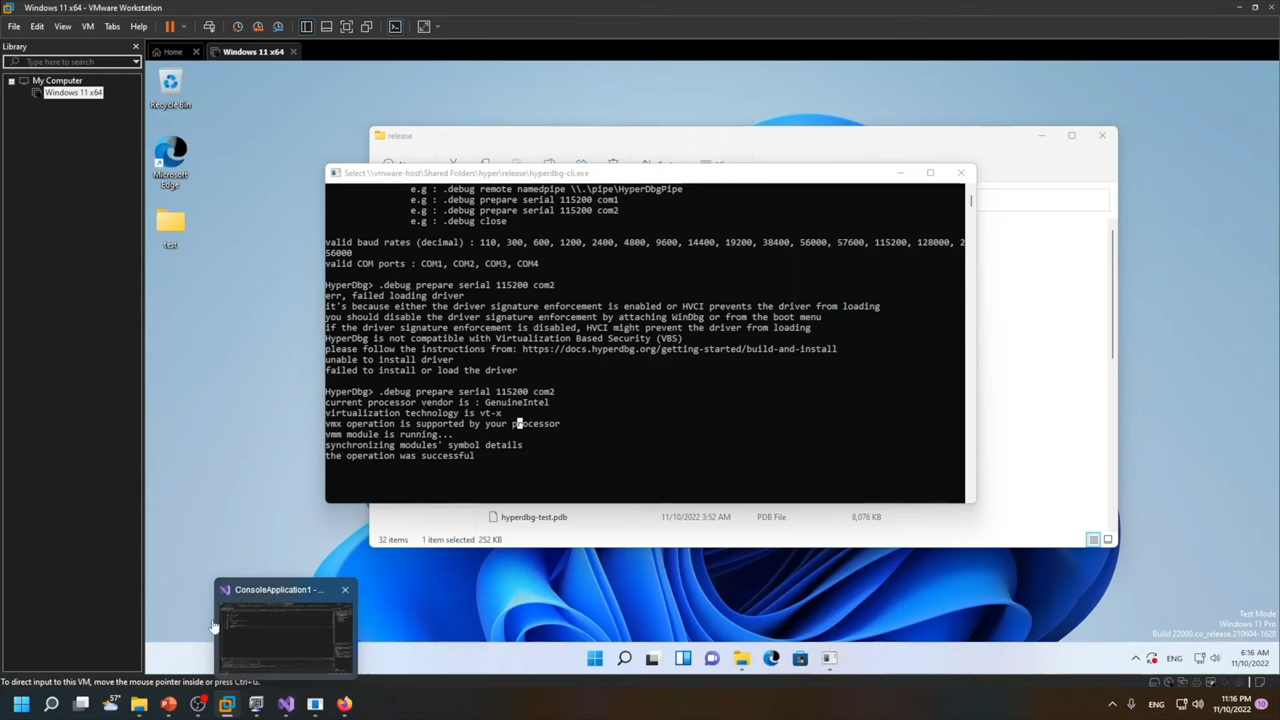 Windows 11 x64 - VMware Workstation
File Edit View VM Tabs Help
Library
Type here to search
My Computer
Windows 11 x64
Home
Windows 11 x64
Recycle Bin
Microsoft
Edge
test
release
Select \\vmware-host\Shared Folders\hyper\release\hyperdbg-cli.exe
e.g : .debug remote namedpipe \\.\pipe\HyperDbgPipe
e.g : .debug prepare serial 115200 com1
e.g : .debug prepare serial 115200 com2
e.g : .debug close
valid baud rates (decimal) : 110, 300, 600, 1200, 2400, 4800, 9600, 14400, 19200, 38400, 56000, 57600, 115200, 128000, 2
56000
valid COM ports : COM1, COM2, COM3, COM4
HyperDbg> .debug prepare serial 115200 com2
err, failed loading driver
it's because either the driver signature enforcement is enabled or HVCI prevents the driver from loading
you should disable the driver signature enforcement by attaching WinDbg or from the boot menu
if the driver signature enforcement is disabled, HVCI might prevent the driver from loading
HyperDbg is not compatible with Virtualization Based Security (VBS)
please follow the instructions from: https://docs.hyperdbg.org/getting-started/build-and-install
unable to install driver
failed to install or load the driver
HyperDbg> .debug prepare serial 115200 com2
current processor vendor is : GenuineIntel
virtualization technology is vt-x
vmx operation is supported by your processor
vmm module is running...
synchronizing modules' symbol details
the operation was successful
hyperdbg-test.pdb 11/10/2022 3:52 AM PDB File 8,076 KB
32 items 1 item selected 252 KB
ConsoleApplication1 - ...
Test Mode
Windows 11 Pro
Build 22000.co_release.210604-1628
ENG
6:16 AM
11/10/2022
To direct input to this VM, move the mouse pointer inside or press Ctrl+G.
57°
ENG
11:16 PM
11/10/2022
10